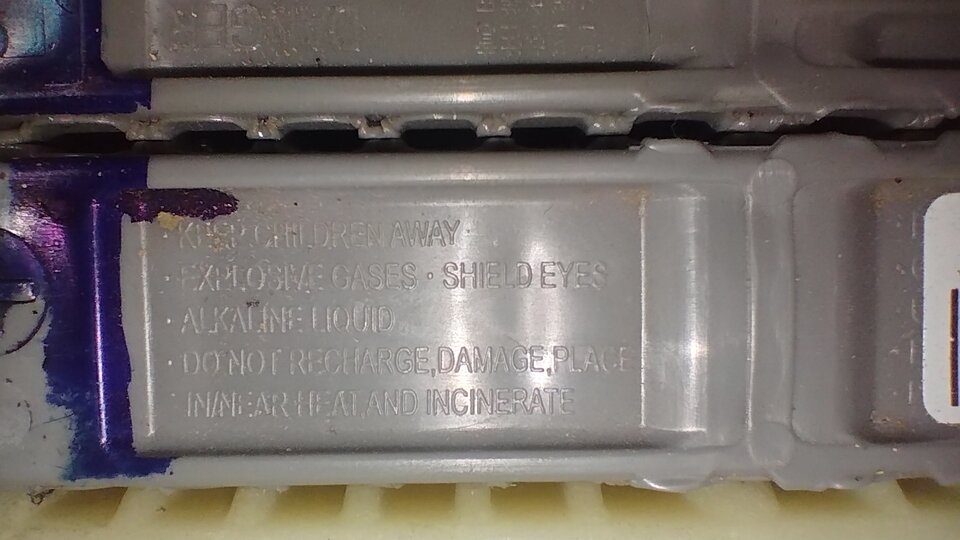 · KEEP CHILDREN AWAY ·
· EXPLOSIVE GASES · SHIELD EYES
· ALKALINE LIQUID
· DO NOT RECHARGE,DAMAGE,PLACE
IN/NEAR HEAT,AND INCINERATE